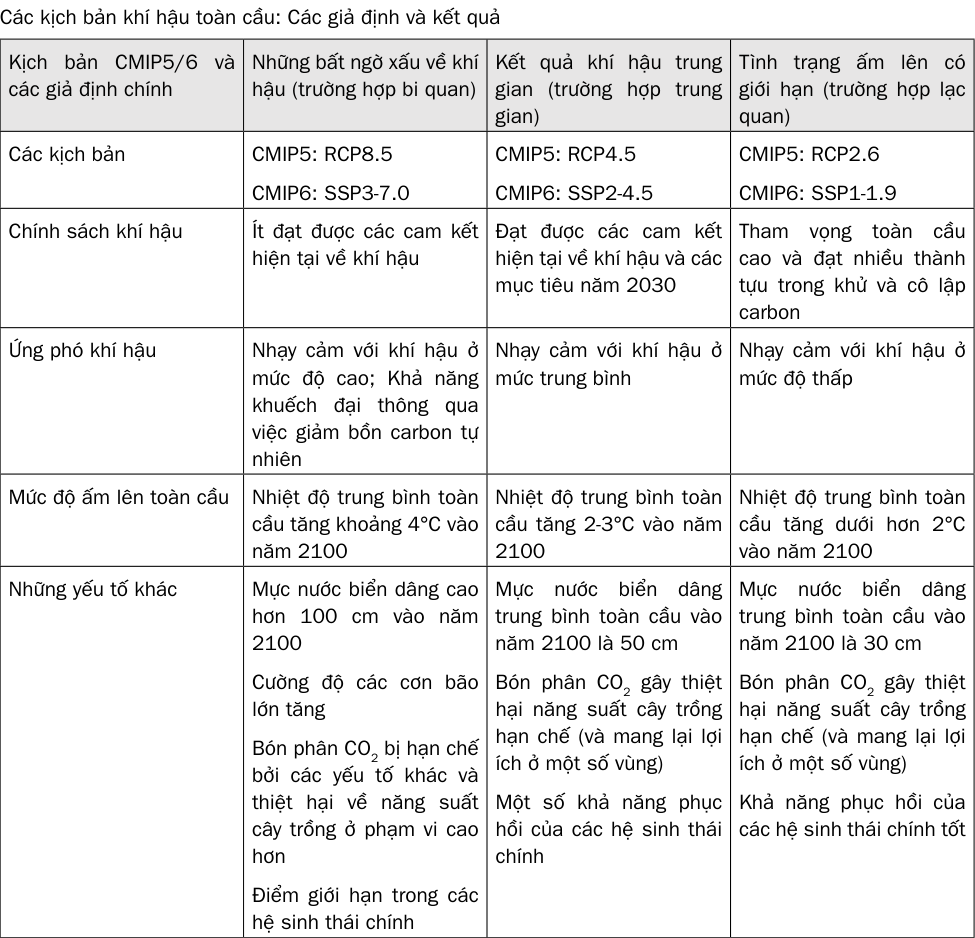 Các kịch bản khí hậu toàn cầu: Các giả định và kết quả
Kịch bản CMIP5/6 và
các giả định chính
Những bất ngờ xấu về khí
hậu (trường hợp bi quan)
Kết quả khí hậu trung
gian (trường hợp trung
gian)
Tình trạng ấm lên có
giới hạn (trường hợp lạc
quan)
Các kịch bản
CMIP5: RCP8.5
CMIP6: SSP3-7.0
CMIP5: RCP4.5
CMIP6: SSP2-4.5
CMIP5: RCP2.6
CMIP6: SSP1-1.9
Chính sách khí hậu
Ít đạt được các cam kết
hiện tại về khí hậu
Đạt được các cam kết
hiện tại về khí hậu và các
mục tiêu năm 2030
Tham vọng toàn cầu
cao và đạt nhiều thành
tựu trong khử và cô lập
carbon
Ứng phó khí hậu
Nhạy cảm với khí hậu ở
mức độ cao; Khả năng
khuếch đại thông qua
việc giảm bồn carbon tự
nhiên
Nhạy cảm với khí hậu ở
mức trung bình
Nhạy cảm với khí hậu ở
mức độ thấp
Mức độ ấm lên toàn cầu
Nhiệt độ trung bình toàn
cầu tăng khoảng 4°C vào
năm 2100
Nhiệt độ trung bình toàn
cầu tăng 2-3°C vào năm
2100
Nhiệt độ trung bình toàn
cầu tăng dưới hơn 2°C
vào năm 2100
Những yếu tố khác
Mực nước biển dâng cao
hơn 100 cm vào năm
2100
Cường độ các cơn bão
lớn tăng
Bón phân CO₂ bị hạn chế
bởi các yếu tố khác và
thiệt hại về năng suất
cây trồng ở phạm vi cao
hơn
Điểm giới hạn trong các
hệ sinh thái chính
Mực nước biển dâng
trung bình toàn cầu vào
năm 2100 là 50 cm
Bón phân CO₂ gây thiệt
hại năng suất cây trồng
hạn chế (và mang lại lợi
ích ở một số vùng)
Một số khả năng phục
hồi của các hệ sinh thái
chính
Mực nước biển dâng
trung bình toàn cầu vào
năm 2100 là 30 cm
Bón phân CO₂ gây thiệt
hại năng suất cây trồng
hạn chế (và mang lại lợi
ích ở một số vùng)
Khả năng phục hồi của
các hệ sinh thái chính tốt